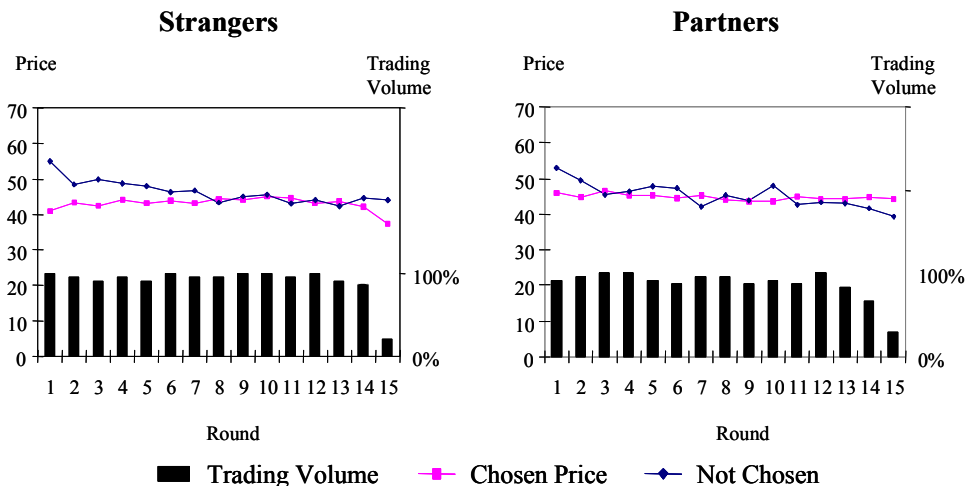 Strangers
Partners
Price
Trading
Volume
Price
Trading
Volume
70
60
50
40
30
20
10
0
100%
0%
70
60
50
40
30
20
10
0
100%
0%
1 2 3 4 5 6 7 8 9 10 11 12 13 14 15
1 2 3 4 5 6 7 8 9 10 11 12 13 14 15
Round
Round
Trading Volume
Chosen Price
Not Chosen